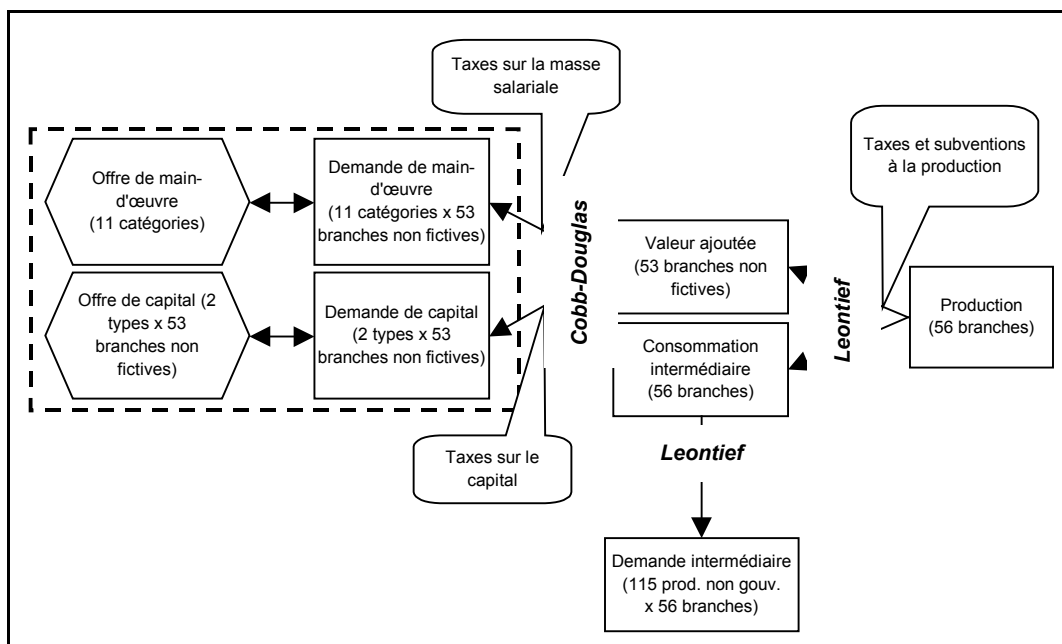 Taxes sur la masse
salariale
Taxes et subventions
à la production
Offre de main-
d'œuvre
(11 catégories)
Demande de main-
d'œuvre
(11 catégories x 53
branches non fictives)
Cobb-Douglas
Valeur ajoutée
(53 branches non
fictives)
Leontief
Production
(56 branches)
Offre de capital (2
types x 53
branches non
fictives)
Demande de capital
(2 types x 53
branches non fictives)
Consommation
intermédiaire
(56 branches)
Taxes sur le
capital
Leontief
Demande intermédiaire
(115 prod. non gouv.
x 56 branches)